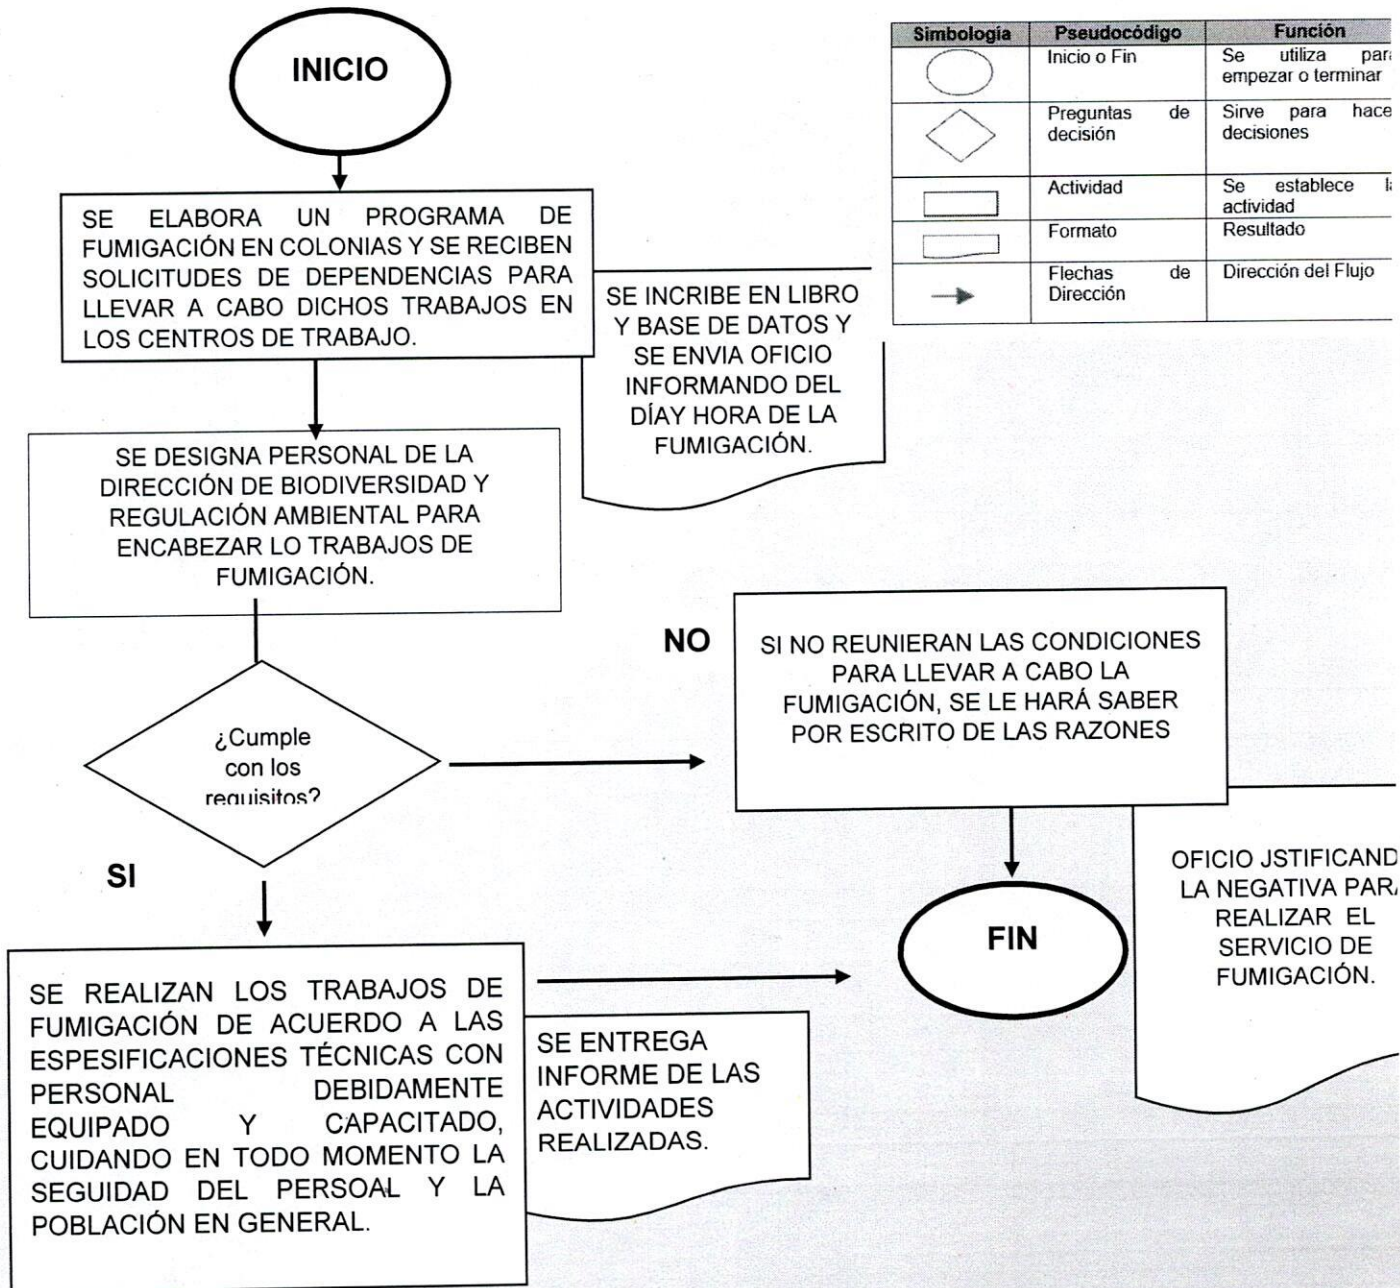 INICIO
Simbología Pseudocódigo Función
Inicio o Fin Se utiliza para
empezar o terminar
Preguntas de Sirve para hace
decisión decisiones
Actividad Se establece la
actividad
Formato Resultado
Flechas de Dirección del Flujo
Dirección
SE ELABORA UN PROGRAMA DE
FUMIGACIÓN EN COLONIAS Y SE RECIBEN
SOLICITUDES DE DEPENDENCIAS PARA
LLEVAR A CABO DICHOS TRABAJOS EN
LOS CENTROS DE TRABAJO.
SE INCRIBE EN LIBRO
Y BASE DE DATOS Y
SE ENVIA OFICIO
INFORMANDO DEL
DÍAY HORA DE LA
FUMIGACIÓN.
SE DESIGNA PERSONAL DE LA
DIRECCIÓN DE BIODIVERSIDAD Y
REGULACIÓN AMBIENTAL PARA
ENCABEZAR LO TRABAJOS DE
FUMIGACIÓN.
¿Cumple
con los
requisitos?
NO
SI NO REUNIERAN LAS CONDICIONES
PARA LLEVAR A CABO LA
FUMIGACIÓN, SE LE HARÁ SABER
POR ESCRITO DE LAS RAZONES
OFICIO JSTIFICAND
LA NEGATIVA PARA
REALIZAR EL
SERVICIO DE
FUMIGACIÓN.
FIN
SI
SE REALIZAN LOS TRABAJOS DE
FUMIGACIÓN DE ACUERDO A LAS
ESPESIFICACIONES TÉCNICAS CON
PERSONAL DEBIDAMENTE
EQUIPADO Y CAPACITADO,
CUIDANDO EN TODO MOMENTO LA
SEGUIDAD DEL PERSOAL Y LA
POBLACIÓN EN GENERAL.
SE ENTREGA
INFORME DE LAS
ACTIVIDADES
REALIZADAS.